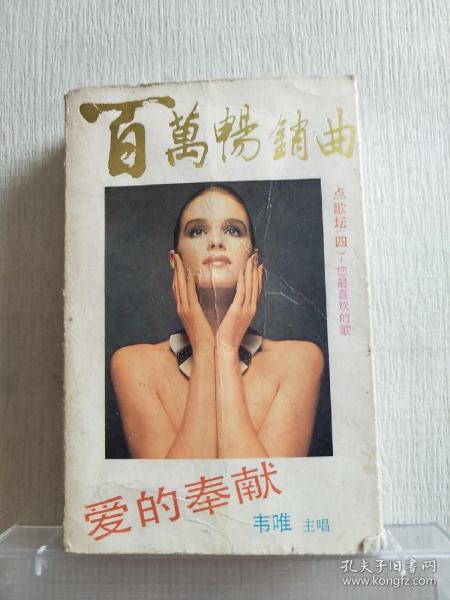 百萬暢銷曲
点歌坛(四)—您最喜欢的歌
爱的奉献
韦唯 主唱
孔夫子旧书网
www.kongfz.com